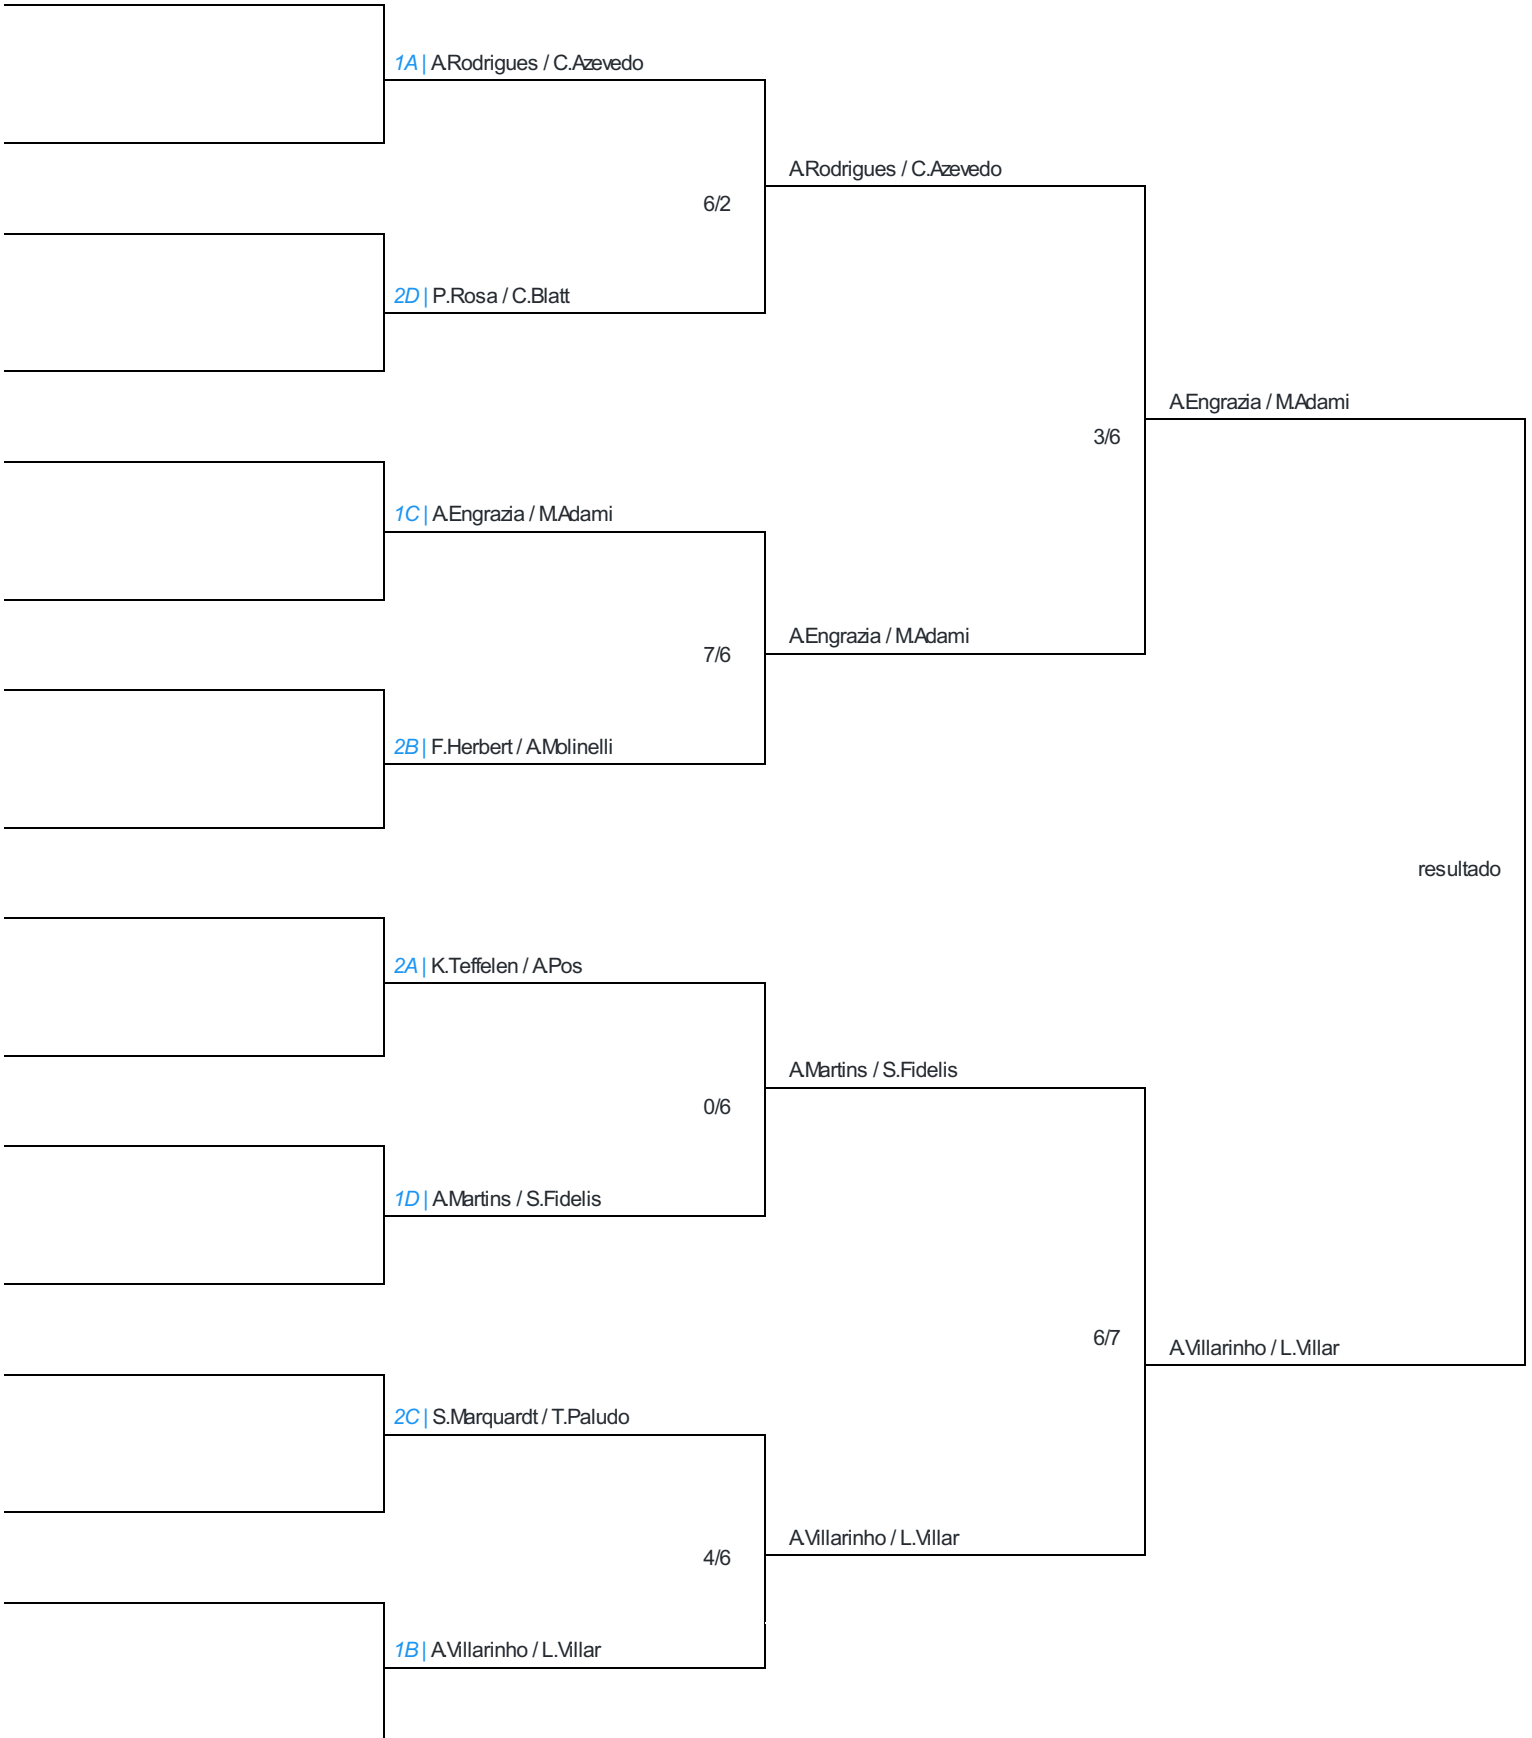 1A | A.Rodrigues / C.Azevedo
A.Rodrigues / C.Azevedo
6/2
2D | P.Rosa / C.Blatt
A.Engrazia / M.Adami
3/6
1C | A.Engrazia / M.Adami
A.Engrazia / M.Adami
7/6
2B | F.Herbert / A.Molinelli
resultado
2A | K.Teffelen / A.Pos
A.Martins / S.Fidelis
0/6
1D | A.Martins / S.Fidelis
6/7
A.Villarinho / L.Villar
2C | S.Marquardt / T.Paludo
A.Villarinho / L.Villar
4/6
1B | A.Villarinho / L.Villar